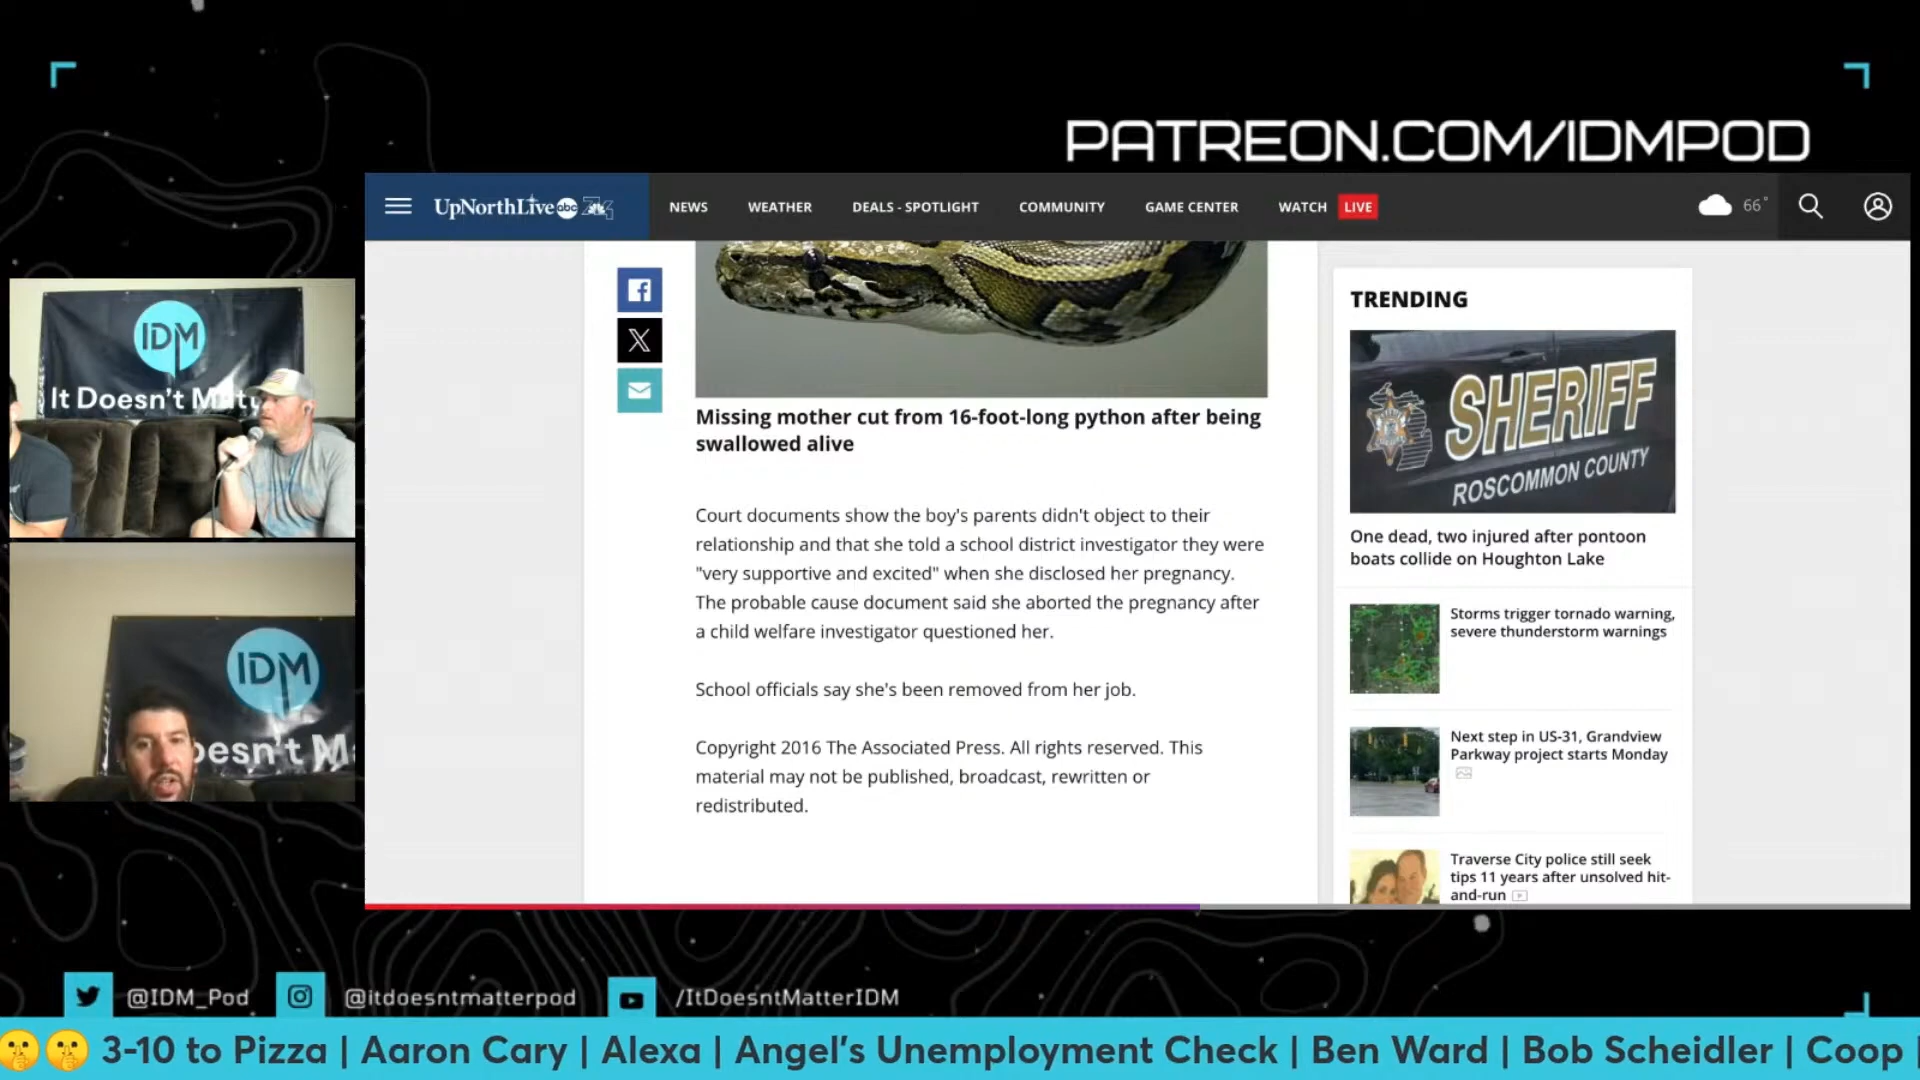 PATREON.COM/IDMPOD
UpNorthLive abc
NEWS
WEATHER
DEALS - SPOTLIGHT
COMMUNITY
GAME CENTER
WATCH LIVE
66°
IDM
It Doesn't Matt
IDM
oesn't Ma
Missing mother cut from 16-foot-long python after being
swallowed alive
Court documents show the boy's parents didn't object to their
relationship and that she told a school district investigator they were
"very supportive and excited" when she disclosed her pregnancy.
The probable cause document said she aborted the pregnancy after
a child welfare investigator questioned her.
School officials say she's been removed from her job.
Copyright 2016 The Associated Press. All rights reserved. This
material may not be published, broadcast, rewritten or
redistributed.
TRENDING
SHERIFF
ROSCOMMON COUNTY
One dead, two injured after pontoon
boats collide on Houghton Lake
Storms trigger tornado warning,
severe thunderstorm warnings
Next step in US-31, Grandview
Parkway project starts Monday
Traverse City police still seek
tips 11 years after unsolved hit-
and-run
@IDM_Pod
@itdoesntmatterpod
/ItDoesntMatterIDM
🤫🤫 3-10 to Pizza | Aaron Cary | Alexa | Angel's Unemployment Check | Ben Ward | Bob Scheidler | Coop |